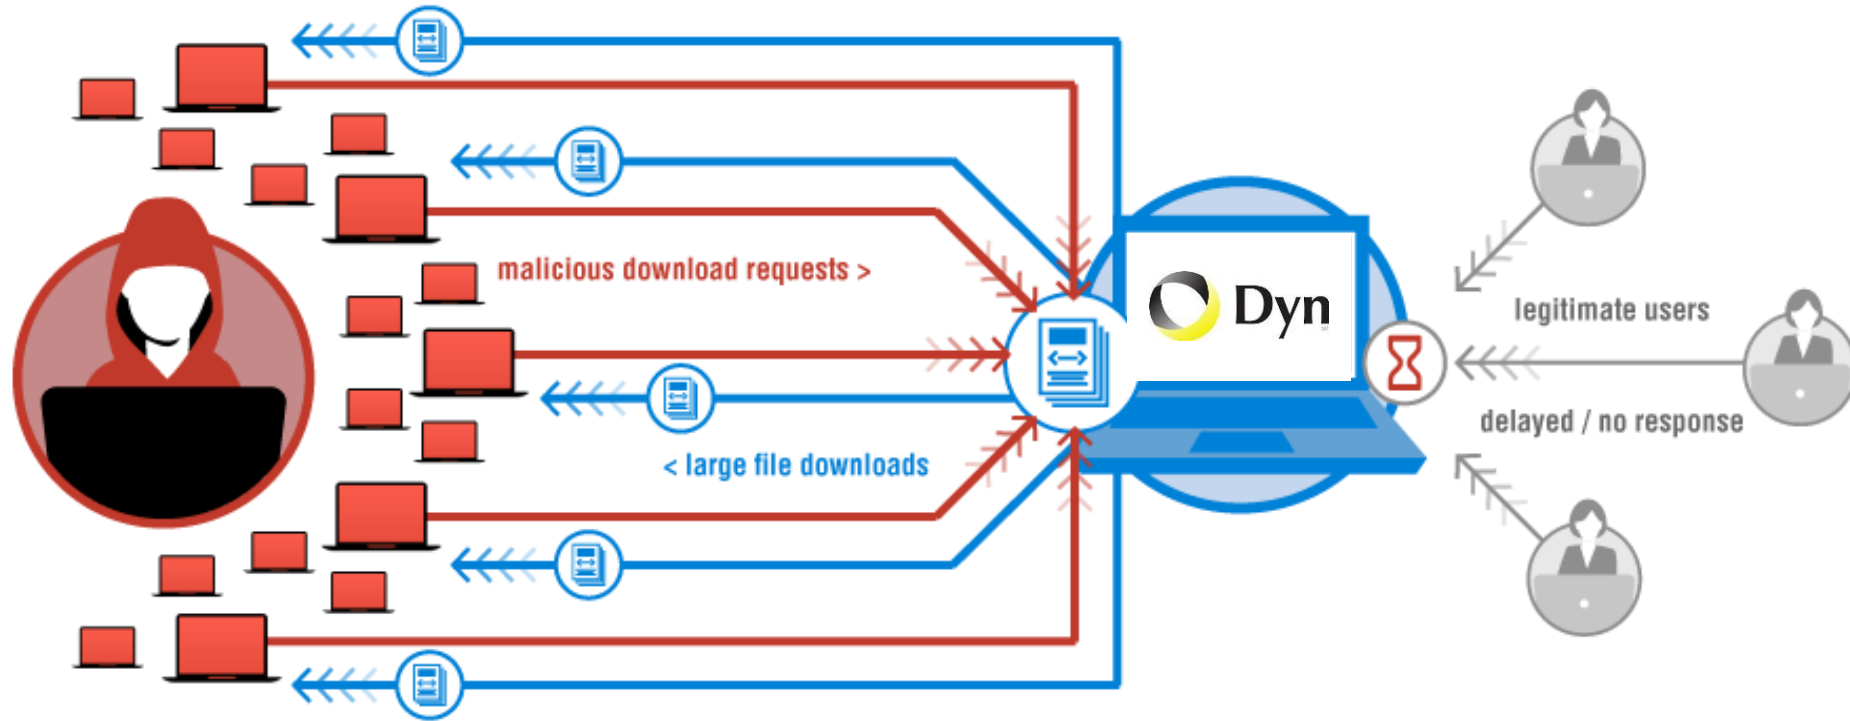 malicious download requests >
Dyn
legitimate users
delayed / no response
< large file downloads